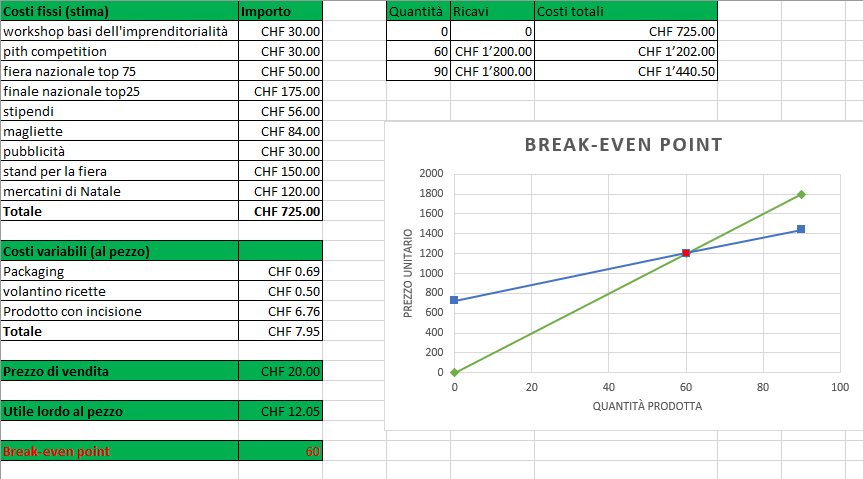 Costi fissi (stima) Importo
workshop basi dell'imprenditorialità CHF 30.00
pith competition CHF 30.00
fiera nazionale top 75 CHF 50.00
finale nazionale top25 CHF 175.00
stipendi CHF 56.00
magliette CHF 84.00
pubblicità CHF 30.00
stand per la fiera CHF 150.00
mercatini di Natale CHF 120.00
Totale CHF 725.00
Costi variabili (al pezzo)
Packaging CHF 0.69
volantino ricette CHF 0.50
Prodotto con incisione CHF 6.76
Totale CHF 7.95
Prezzo di vendita CHF 20.00
Utile lordo al pezzo CHF 12.05
Break-even point 60
Quantità Ricavi Costi totali
0 0 CHF 725.00
60 CHF 1’200.00 CHF 1’202.00
90 CHF 1’800.00 CHF 1’440.50
BREAK-EVEN POINT
PREZZO UNITARIO
2000
1800
1600
1400
1200
1000
800
600
400
200
0
0 20 40 60 80 100
QUANTITÀ PRODOTTA